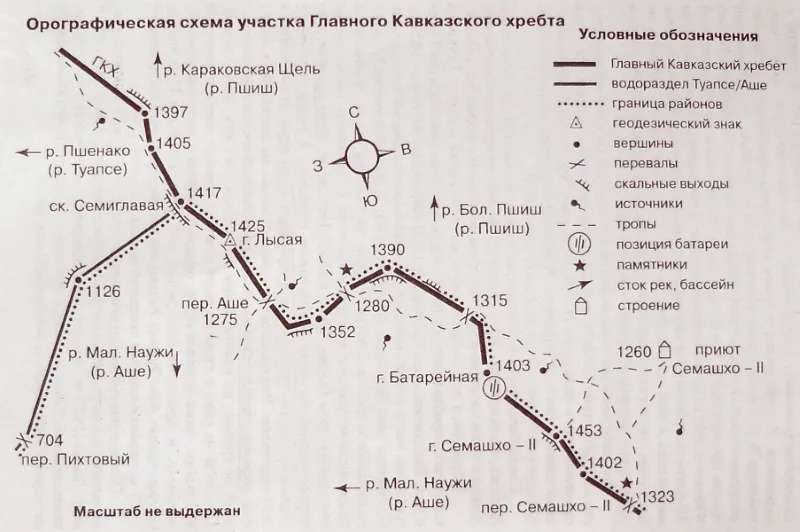 Орографическая схема участка Главного Кавказского хребта
Условные обозначения
Главный Кавказский хребет
водораздел Туапсе/Аше
граница районов
геодезический знак
вершины
перевалы
скальные выходы
источники
тропы
позиция батареи
памятники
сток рек, бассейн
строение
ГКХ
р. Караковская Щель
(р. Пшиш)
1397
1405
р. Пшенако
(р. Туапсе)
С
З
В
Ю
1417
ск. Семиглавая
1425
г. Лысая
р. Бол. Пшиш
(р. Пшиш)
1390
1126
пер. Аше
1275
1280
1315
1352
р. Мал. Наужи
(р. Аше)
1403
г. Батарейная
1260
приют
Семашхо – II
704
пер. Пихтовый
1453
г. Семашхо – II
1402
р. Мал. Наужи
(р. Аше)
1323
пер. Семашхо – II
Масштаб не выдержан